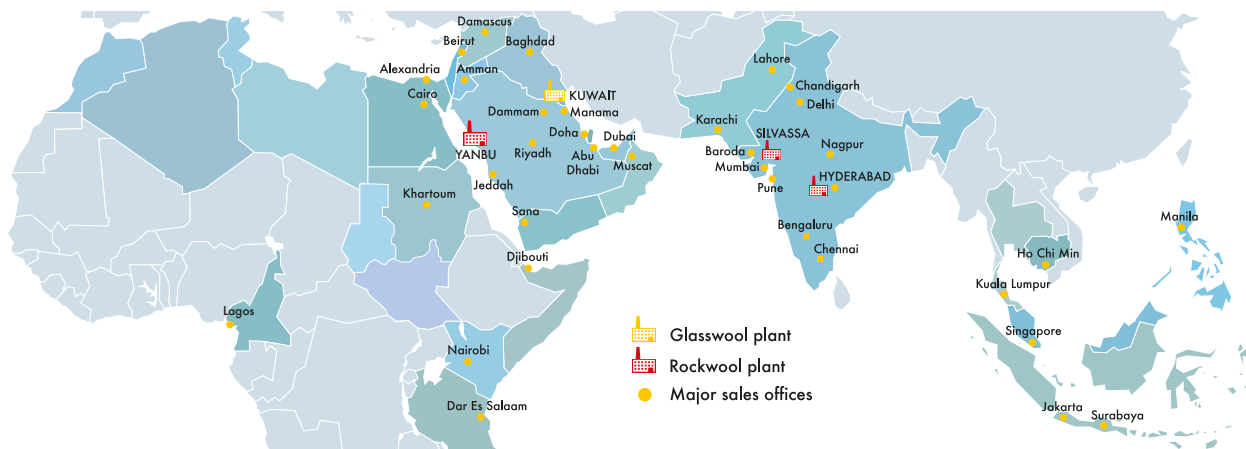 Damascus
Beirut
Baghdad
Alexandria
Amman
Cairo
KUWAIT
Dammam
Manama
YANBU
Riyadh
Doha
Dubai
Abu
Dhabi
Muscat
Jeddah
Khartoum
Sana
Djibouti
Lagos
Nairobi
Dar Es Salaam
Lahore
Chandigarh
Delhi
Karachi
SILVASSA
Baroda
Nagpur
Mumbai
Pune
HYDERABAD
Bengaluru
Chennai
Manila
Ho Chi Min
Kuala Lumpur
Singapore
Jakarta
Surabaya
Glasswool plant
Rockwool plant
Major sales offices